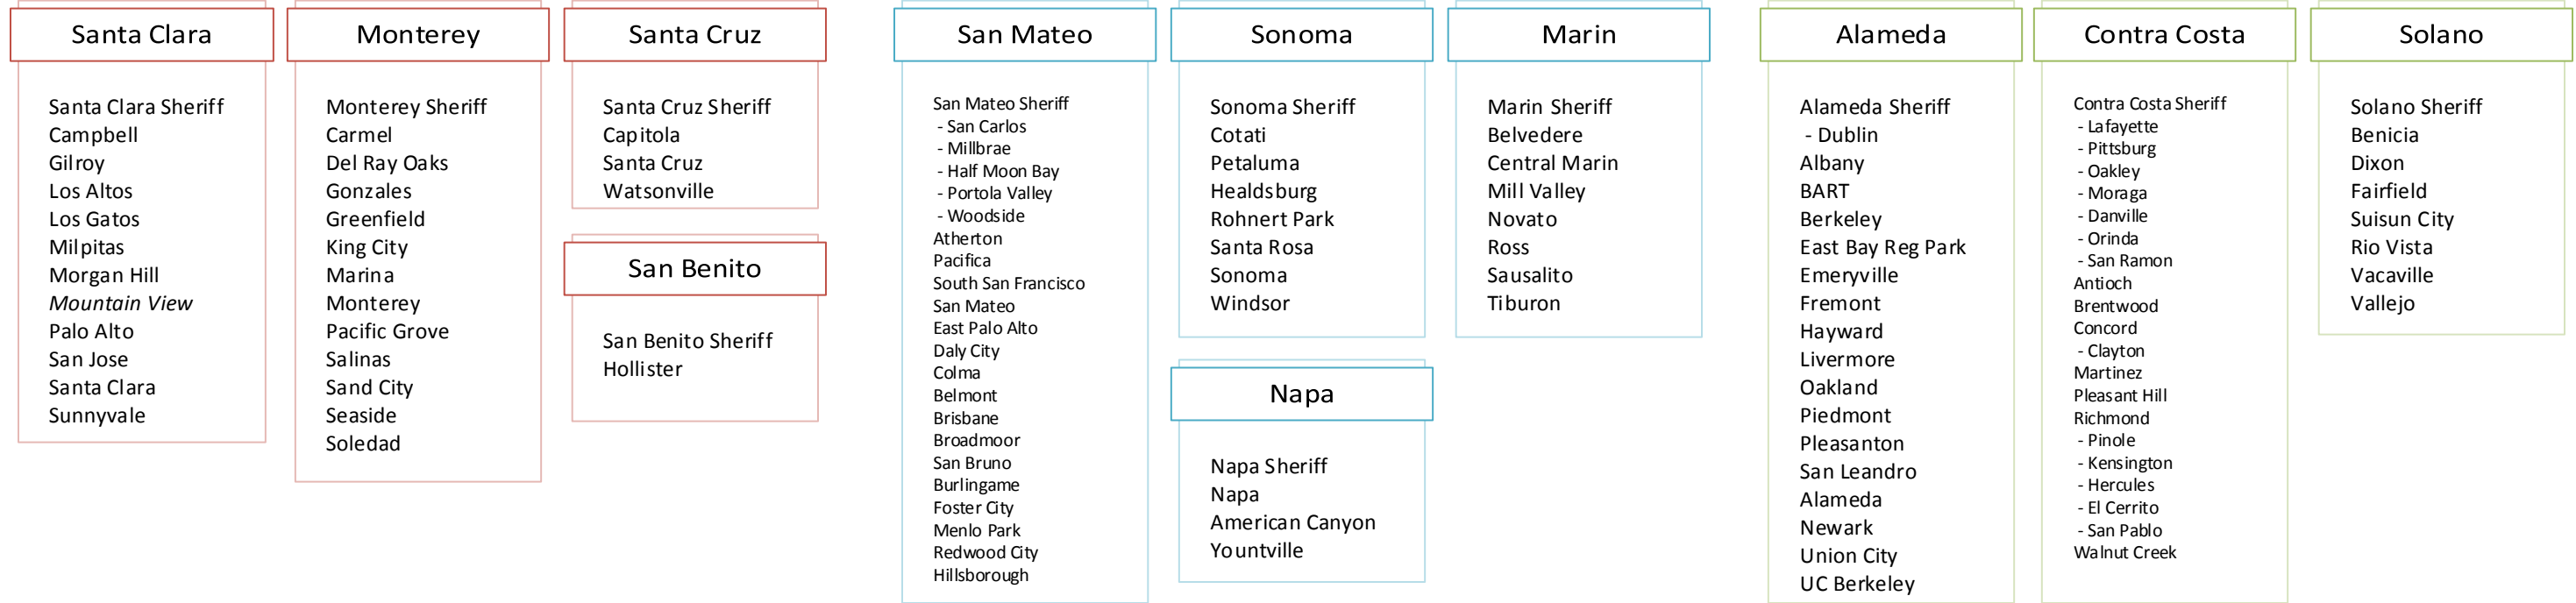 Santa Clara
Santa Clara Sheriff
Campbell
Gilroy
Los Altos
Los Gatos
Milpitas
Morgan Hill
Mountain View
Palo Alto
San Jose
Santa Clara
Sunnyvale
Monterey
Monterey Sheriff
Carmel
Del Ray Oaks
Gonzales
Greenfield
King City
Marina
Monterey
Pacific Grove
Salinas
Sand City
Seaside
Soledad
Santa Cruz
Santa Cruz Sheriff
Capitola
Santa Cruz
Watsonville
San Benito
San Benito Sheriff
Hollister
San Mateo
San Mateo Sheriff
- San Carlos
- Millbrae
- Half Moon Bay
- Portola Valley
- Woodside
Atherton
Pacifica
South San Francisco
San Mateo
East Palo Alto
Daly City
Colma
Belmont
Brisbane
Broadmoor
San Bruno
Burlingame
Foster City
Menlo Park
Redwood City
Hillsborough
Sonoma
Sonoma Sheriff
Cotati
Petaluma
Healdsburg
Rohnert Park
Santa Rosa
Sonoma
Windsor
Napa
Napa Sheriff
Napa
American Canyon
Yountville
Marin
Marin Sheriff
Belvedere
Central Marin
Mill Valley
Novato
Ross
Sausalito
Tiburon
Alameda
Alameda Sheriff
- Dublin
Albany
BART
Berkeley
East Bay Reg Park
Emeryville
Fremont
Hayward
Livermore
Oakland
Piedmont
Pleasanton
San Leandro
Alameda
Newark
Union City
UC Berkeley
Contra Costa
Contra Costa Sheriff
- Lafayette
- Pittsburg
- Oakley
- Moraga
- Danville
- Orinda
- San Ramon
Antioch
Brentwood
Concord
- Clayton
Martinez
Pleasant Hill
Richmond
- Pinole
- Kensington
- Hercules
- El Cerrito
- San Pablo
Walnut Creek
Solano
Solano Sheriff
Benicia
Dixon
Fairfield
Suisun City
Rio Vista
Vacaville
Vallejo